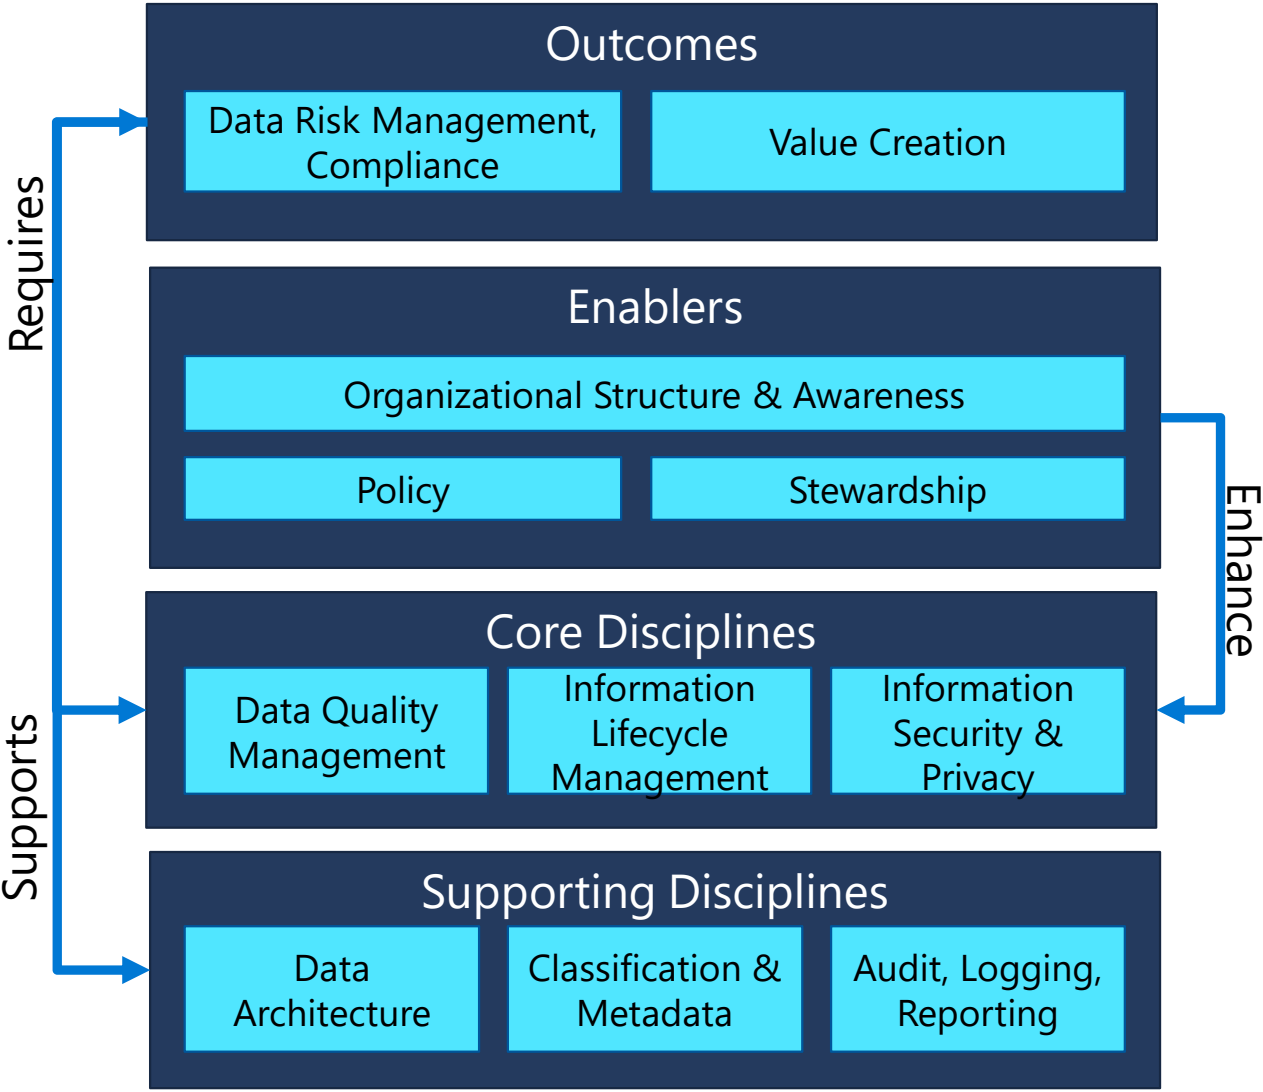 Outcomes
Data Risk Management,
Compliance
Value Creation
Requires
Enablers
Organizational Structure & Awareness
Policy
Stewardship
Enhance
Core Disciplines
Data Quality
Management
Information
Lifecycle
Management
Information
Security &
Privacy
Supports
Supporting Disciplines
Data
Architecture
Classification &
Metadata
Audit, Logging,
Reporting